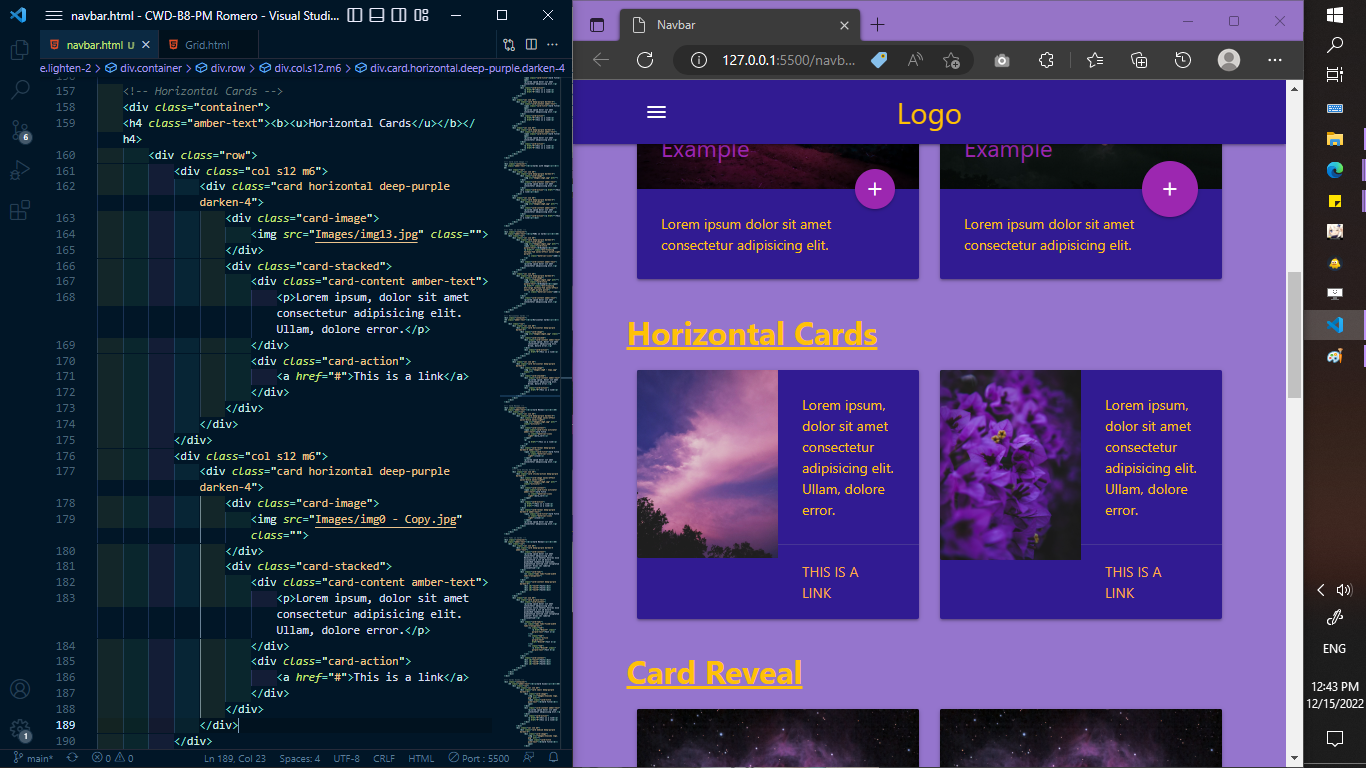 navbar.html - CWD-B8-PM Romero - Visual Studi...
navbar.html U
Grid.html
e.lighten-2 > div.container > div.row > div.col.s12.m6 > div.card.horizontal.deep-purple.darken-4
157 <!-- Horizontal Cards -->
158 <div class="container">
159 <h4 class="amber-text"><b><u>Horizontal Cards</u></b></
h4>
160 <div class="row">
161 <div class="col s12 m6">
162 <div class="card horizontal deep-purple
darken-4">
163 <div class="card-image">
164 <img src="Images/img13.jpg" class="">
165 </div>
166 <div class="card-stacked">
167 <div class="card-content amber-text">
168 <p>Lorem ipsum, dolor sit amet
consectetur adipisicing elit.
Ullam, dolore error.</p>
169 </div>
170 <div class="card-action">
171 <a href="#">This is a link</a>
172 </div>
173 </div>
174 </div>
175 </div>
176 <div class="col s12 m6">
177 <div class="card horizontal deep-purple
darken-4">
178 <div class="card-image">
179 <img src="Images/img0 - Copy.jpg"
class="">
180 </div>
181 <div class="card-stacked">
182 <div class="card-content amber-text">
183 <p>Lorem ipsum, dolor sit amet
consectetur adipisicing elit.
Ullam, dolore error.</p>
184 </div>
185 <div class="card-action">
186 <a href="#">This is a link</a>
187 </div>
188 </div>
189 </div>
190 </div>
6
1
main*
0 0
Ln 189, Col 23
Spaces: 4
UTF-8
CRLF
HTML
Port : 5500
Navbar
127.0.0.1:5500/navb...
Logo
Example
Example
Lorem ipsum dolor sit amet
consectetur adipisicing elit.
Lorem ipsum dolor sit amet
consectetur adipisicing elit.
Horizontal Cards
Lorem ipsum,
dolor sit amet
consectetur
adipisicing elit.
Ullam, dolore
error.
THIS IS A
LINK
Lorem ipsum,
dolor sit amet
consectetur
adipisicing elit.
Ullam, dolore
error.
THIS IS A
LINK
Card Reveal
ENG
12:43 PM
12/15/2022